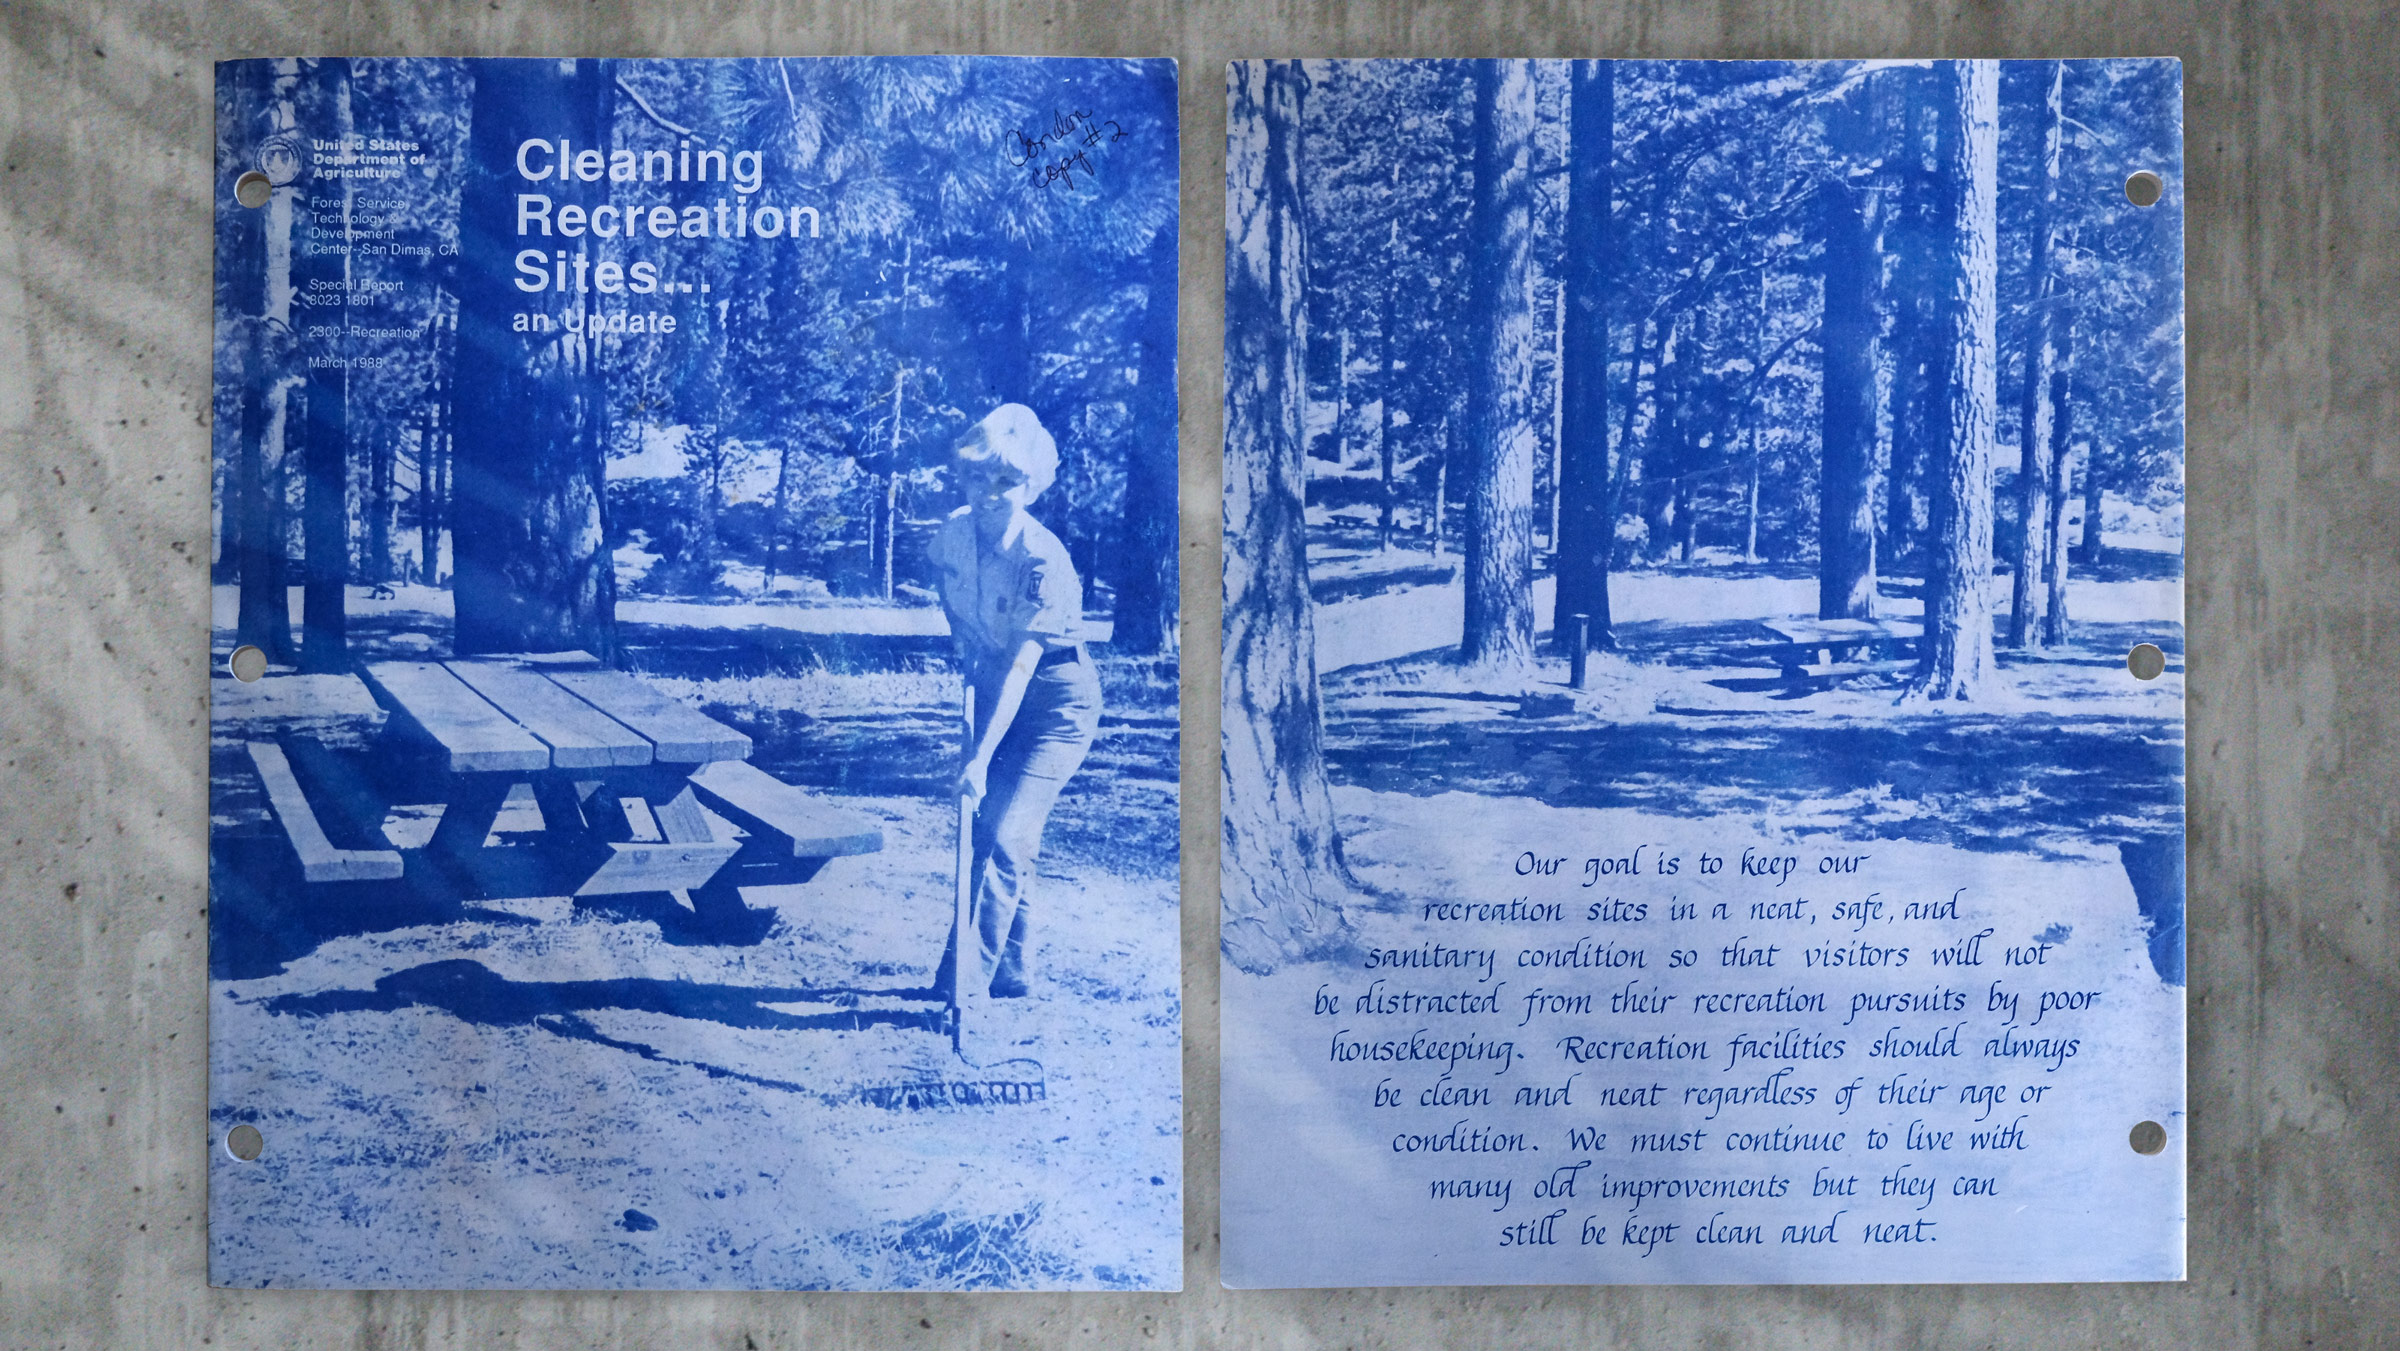 United States
Department of
Agriculture
Forest Service
Technology &
Development
Center--San Dimas, CA
Special Report
8023 1801
2300--Recreation
March 1988
Cleaning
Recreation
Sites...
an Update
Condon
copy #2
Our goal is to keep our
recreation sites in a neat, safe, and
sanitary condition so that visitors will not
be distracted from their recreation pursuits by poor
housekeeping. Recreation facilities should always
be clean and neat regardless of their age or
condition. We must continue to live with
many old improvements but they can
still be kept clean and neat.